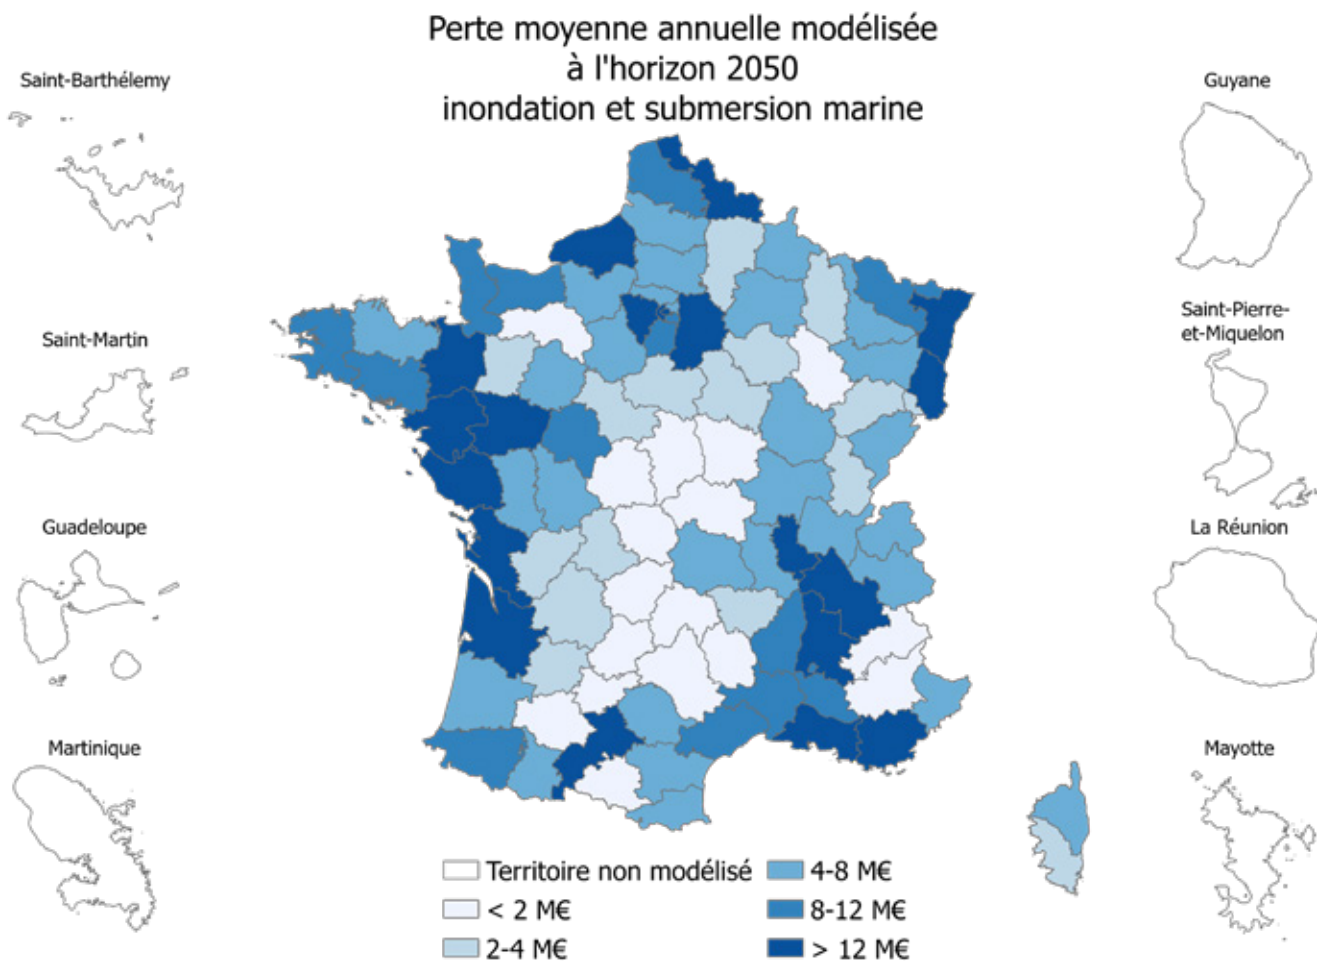 Perte moyenne annuelle modélisée
à l'horizon 2050
inondation et submersion marine
Saint-Barthélemy
Saint-Martin
Guadeloupe
Martinique
Guyane
Saint-Pierre-
et-Miquelon
La Réunion
Mayotte
Territoire non modélisé
< 2 M€
2-4 M€
4-8 M€
8-12 M€
> 12 M€